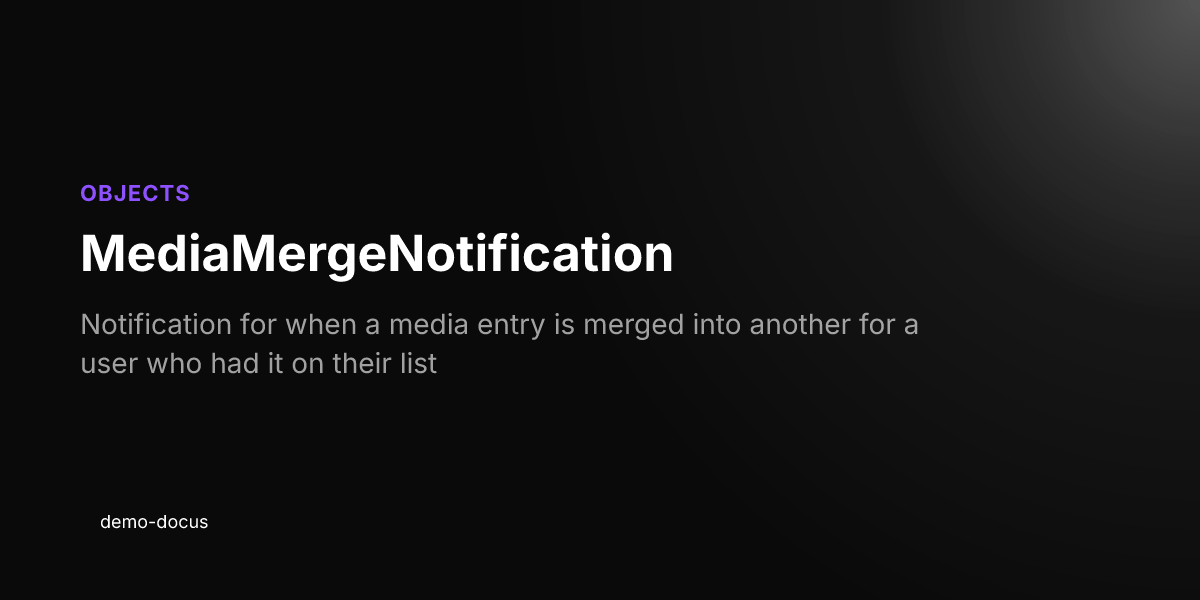 OBJECTS
MediaMergeNotification
Notification for when a media entry is merged into another for a
user who had it on their list
demo-docus